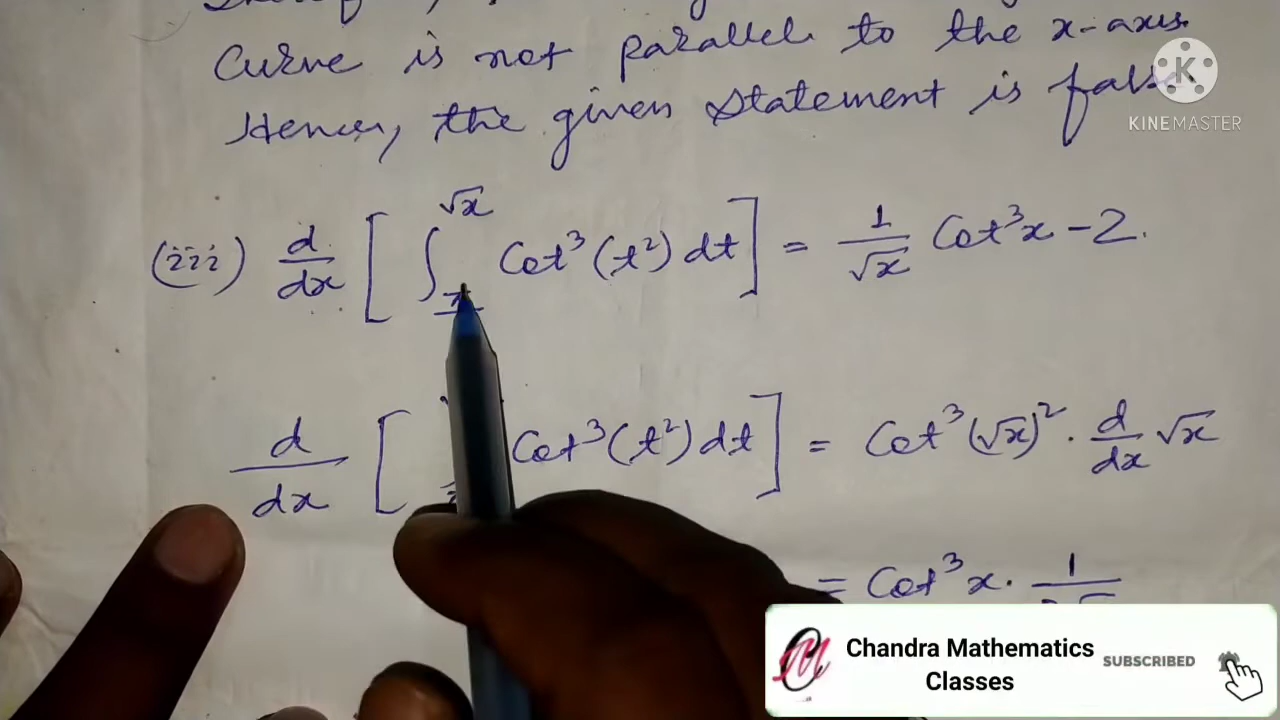 curve is not parallel to the x-axis.
Hence, the given statement is false
KINEMASTER
(iii) d/dx [ ∫^√x Cot³(t²) dt ] = 1/√x Cot³x - 2.
d/dx [ Cot³(t²) dt ] = Cot³(√x)² · d/dx √x
= Cot³x · 1
Chandra Mathematics
Classes
SUBSCRIBED